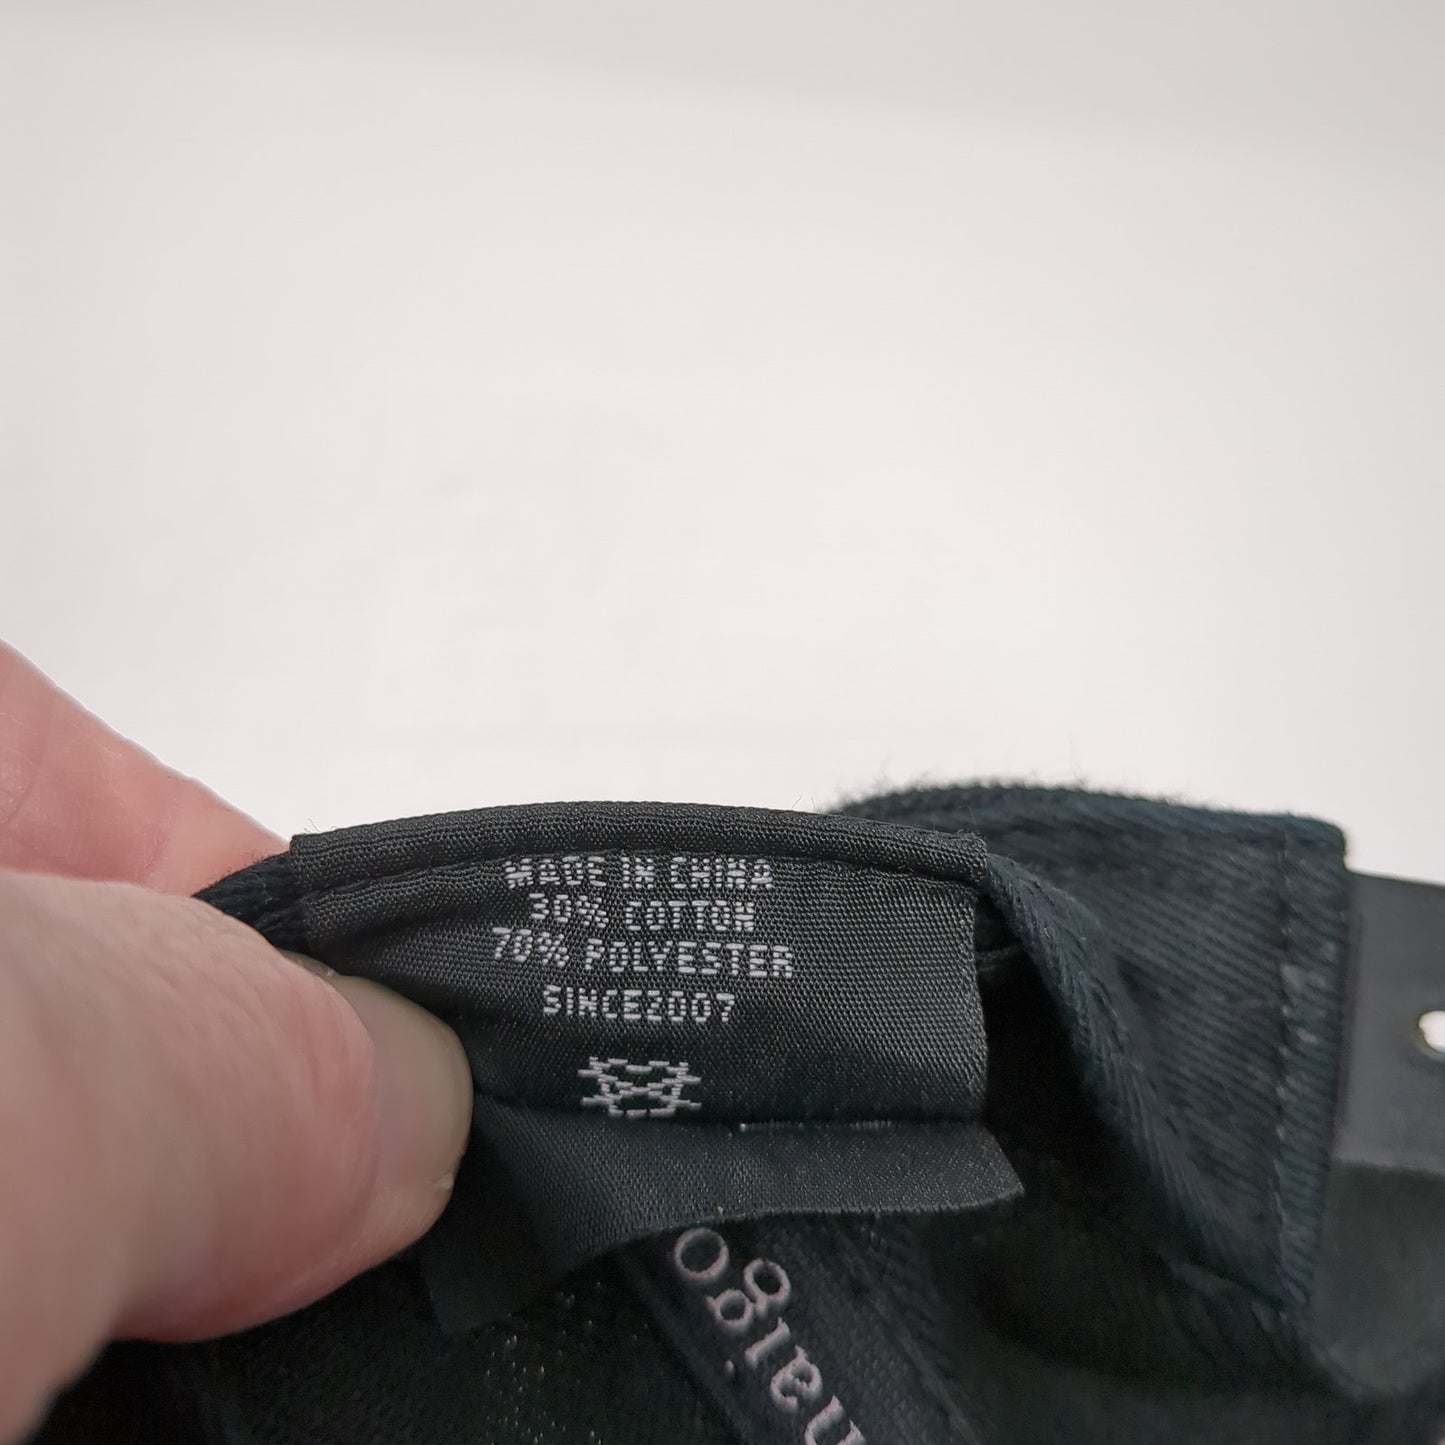 MADE IN CHINA
30% COTTON
70% POLYESTER
SINCE2007